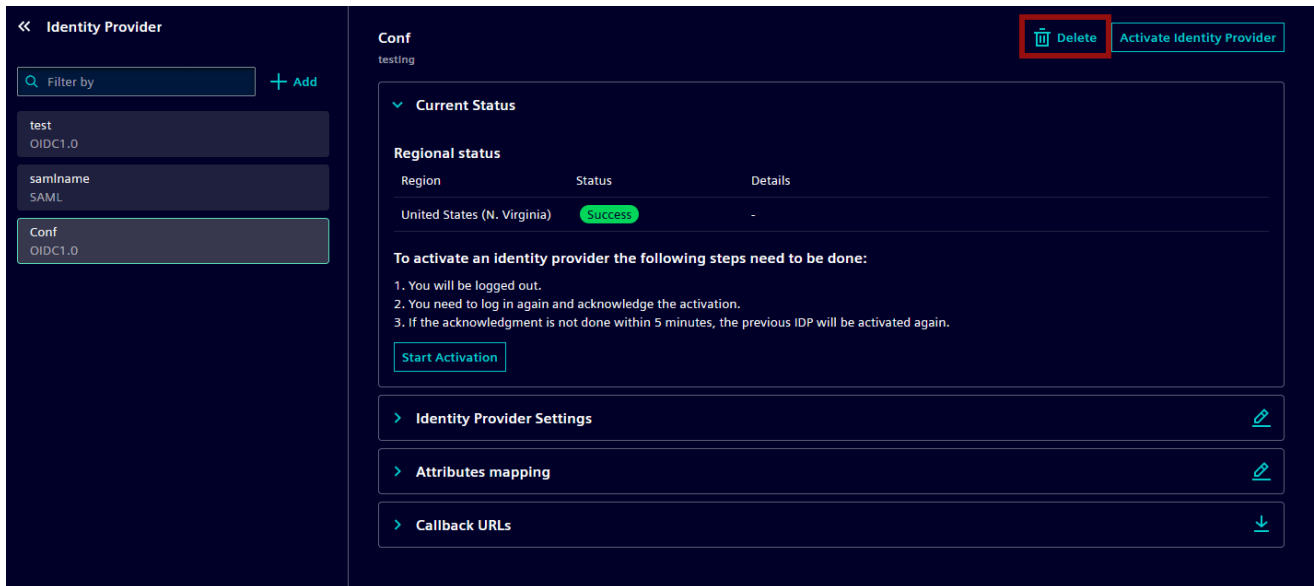 Identity Provider
Filter by
Add
test
OIDC1.0
samlname
SAML
Conf
OIDC1.0
Conf
testing
Delete
Activate Identity Provider
Current Status
Regional status
Region Status Details
United States (N. Virginia) Success -
To activate an identity provider the following steps need to be done:
1. You will be logged out.
2. You need to log in again and acknowledge the activation.
3. If the acknowledgment is not done within 5 minutes, the previous IDP will be activated again.
Start Activation
Identity Provider Settings
Attributes mapping
Callback URLs